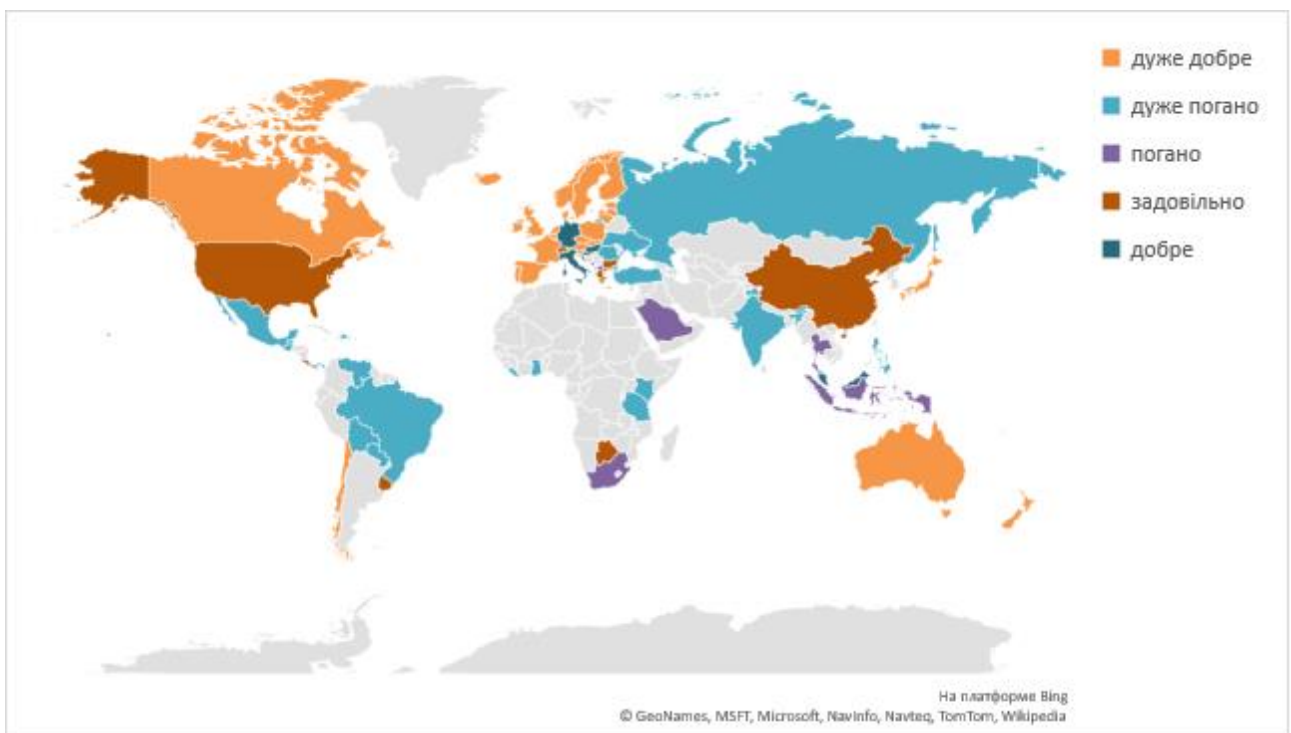 дуже добре
дуже погано
погано
задовільно
добре
На платформе Bing
© GeoNames, MSFT, Microsoft, NavInfo, Navteq, TomTom, Wikipedia